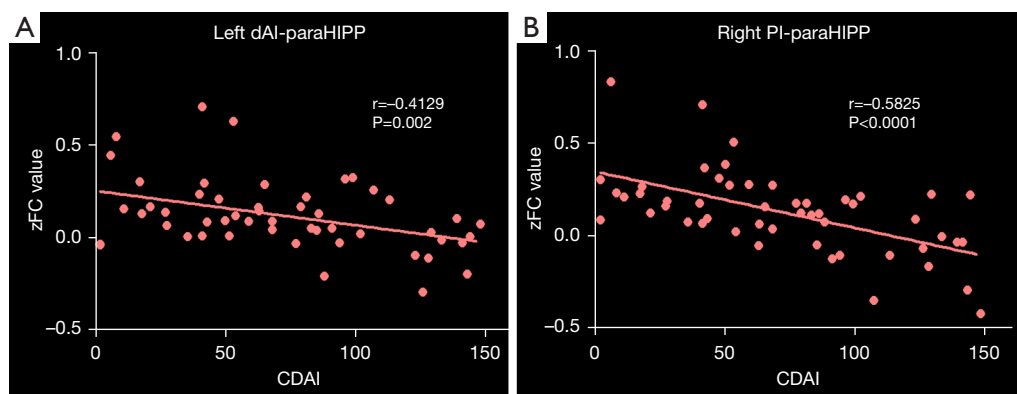 A
Left dAI-paraHIPP
1.0
r=–0.4129
P=0.002
0.5
zFC value
0.0
–0.5
0 50 100 150
CDAI
B
Right PI-paraHIPP
1.0
r=–0.5825
P<0.0001
0.5
zFC value
0.0
–0.5
0 50 100 150
CDAI